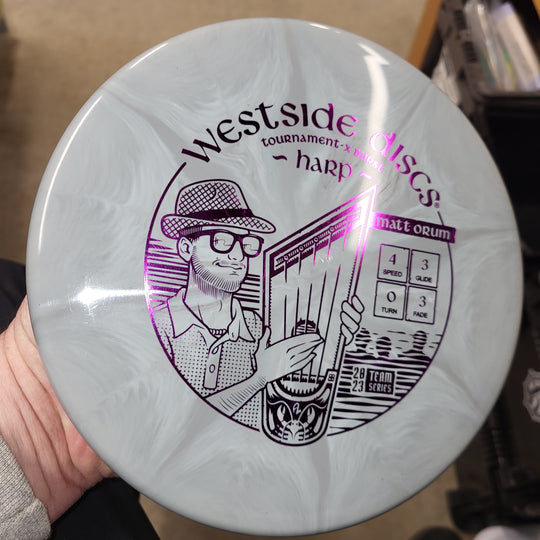 Westside Discs®
tournament-x burst
~ harp ~
matt orum
4 SPEED
3 GLIDE
0 TURN
3 FADE
2023 TEAM SERIES